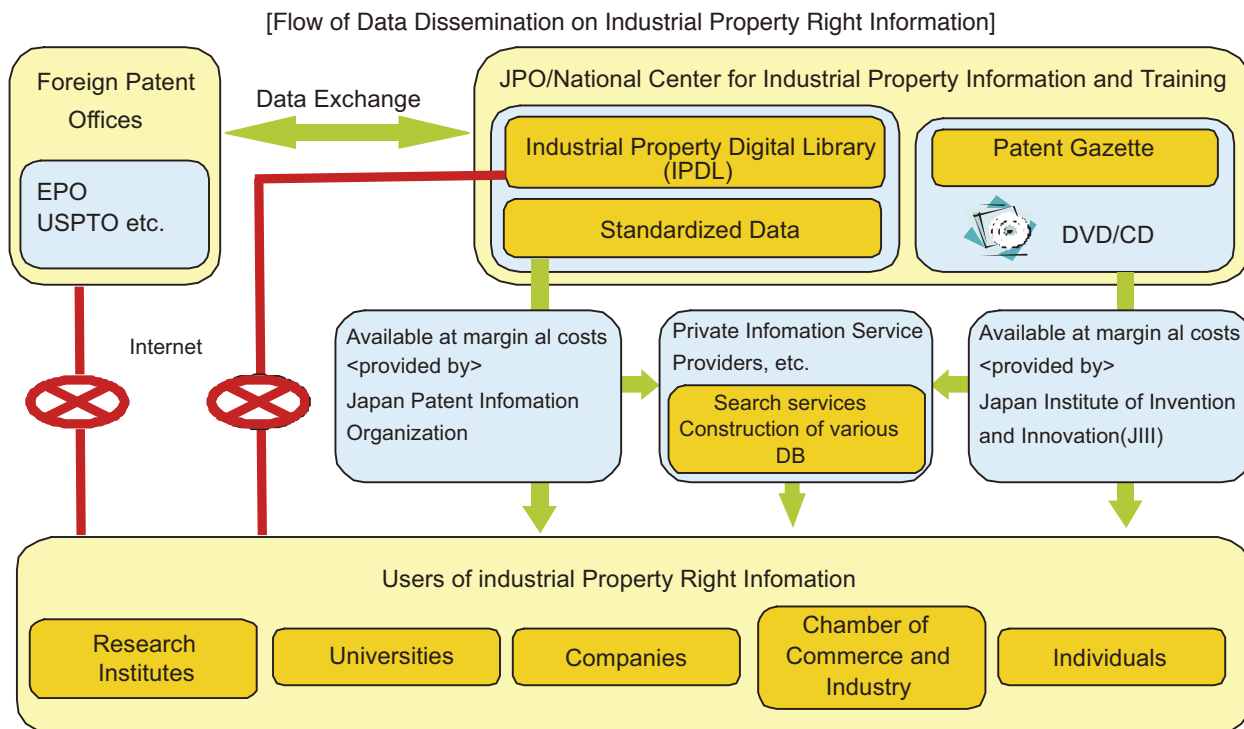 [Flow of Data Dissemination on Industrial Property Right Information]
Foreign Patent
Offices
EPO
USPTO etc.
Data Exchange
JPO/National Center for Industrial Property Information and Training
Industrial Property Digital Library
(IPDL)
Standardized Data
Patent Gazette
DVD/CD
Internet
Available at margin al costs
<provided by>
Japan Patent Infomation
Organization
Private Infomation Service
Providers, etc.
Search services
Construction of various
DB
Available at margin al costs
<provided by>
Japan Institute of Invention
and Innovation(JIII)
Users of industrial Property Right Infomation
Research
Institutes
Universities
Companies
Chamber of
Commerce and
Industry
Individuals